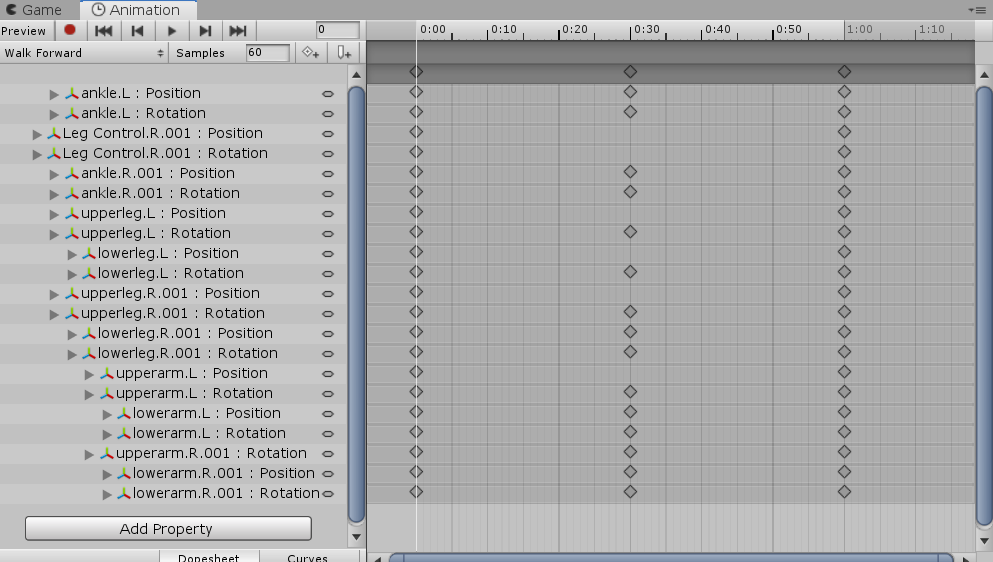 Game Animation
Preview 0 0:00 0:10 0:20 0:30 0:40 0:50 1:00 1:10
Walk Forward Samples 60
ankle.L : Position
ankle.L : Rotation
Leg Control.R.001 : Position
Leg Control.R.001 : Rotation
ankle.R.001 : Position
ankle.R.001 : Rotation
upperleg.L : Position
upperleg.L : Rotation
lowerleg.L : Position
lowerleg.L : Rotation
upperleg.R.001 : Position
upperleg.R.001 : Rotation
lowerleg.R.001 : Position
lowerleg.R.001 : Rotation
upperarm.L : Position
upperarm.L : Rotation
lowerarm.L : Position
lowerarm.L : Rotation
upperarm.R.001 : Rotation
lowerarm.R.001 : Position
lowerarm.R.001 : Rotation
Add Property
Dopesheet Curves